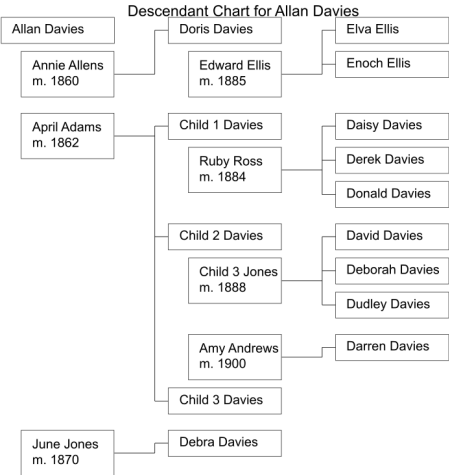 Descendant Chart for Allan Davies
Allan Davies
Doris Davies
Elva Ellis
Annie Allens
m. 1860
Edward Ellis
m. 1885
Enoch Ellis
April Adams
m. 1862
Child 1 Davies
Daisy Davies
Ruby Ross
m. 1884
Derek Davies
Donald Davies
Child 2 Davies
David Davies
Child 3 Jones
m. 1888
Deborah Davies
Dudley Davies
Amy Andrews
m. 1900
Darren Davies
Child 3 Davies
June Jones
m. 1870
Debra Davies